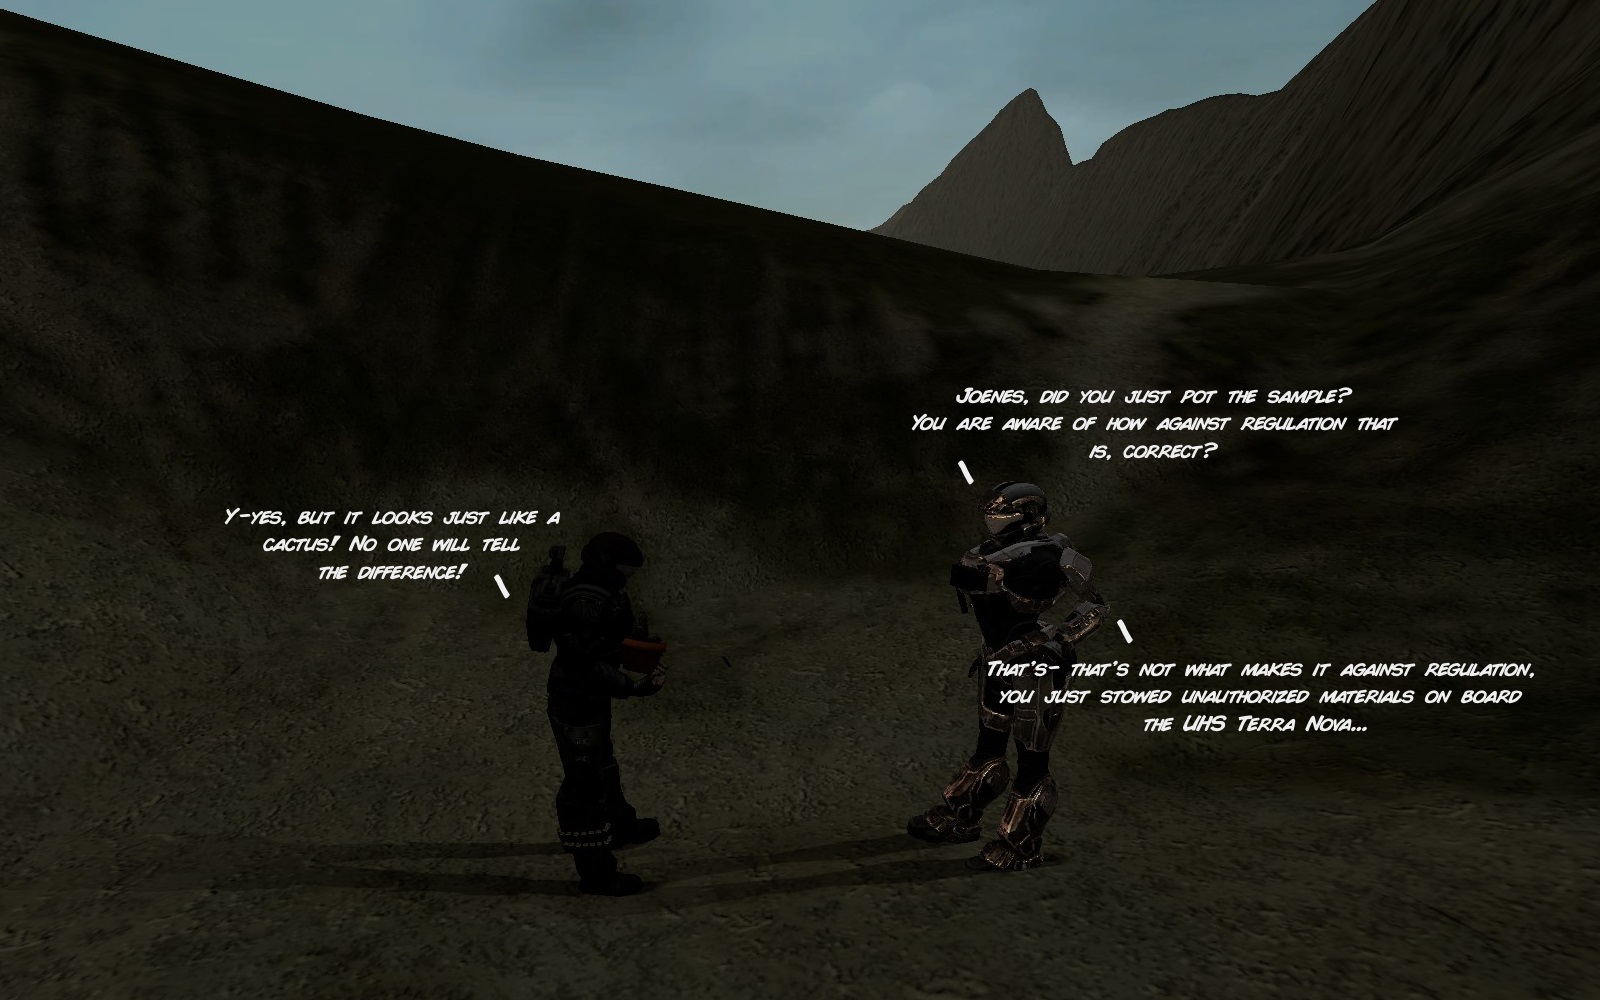 Joenes, did you just pot the sample?
You are aware of how against regulation that
is, correct?
Y-yes, but it looks just like a
cactus! No one will tell
the difference!
That's- that's not what makes it against regulation,
you just stowed unauthorized materials on board
the UHS Terra Nova...